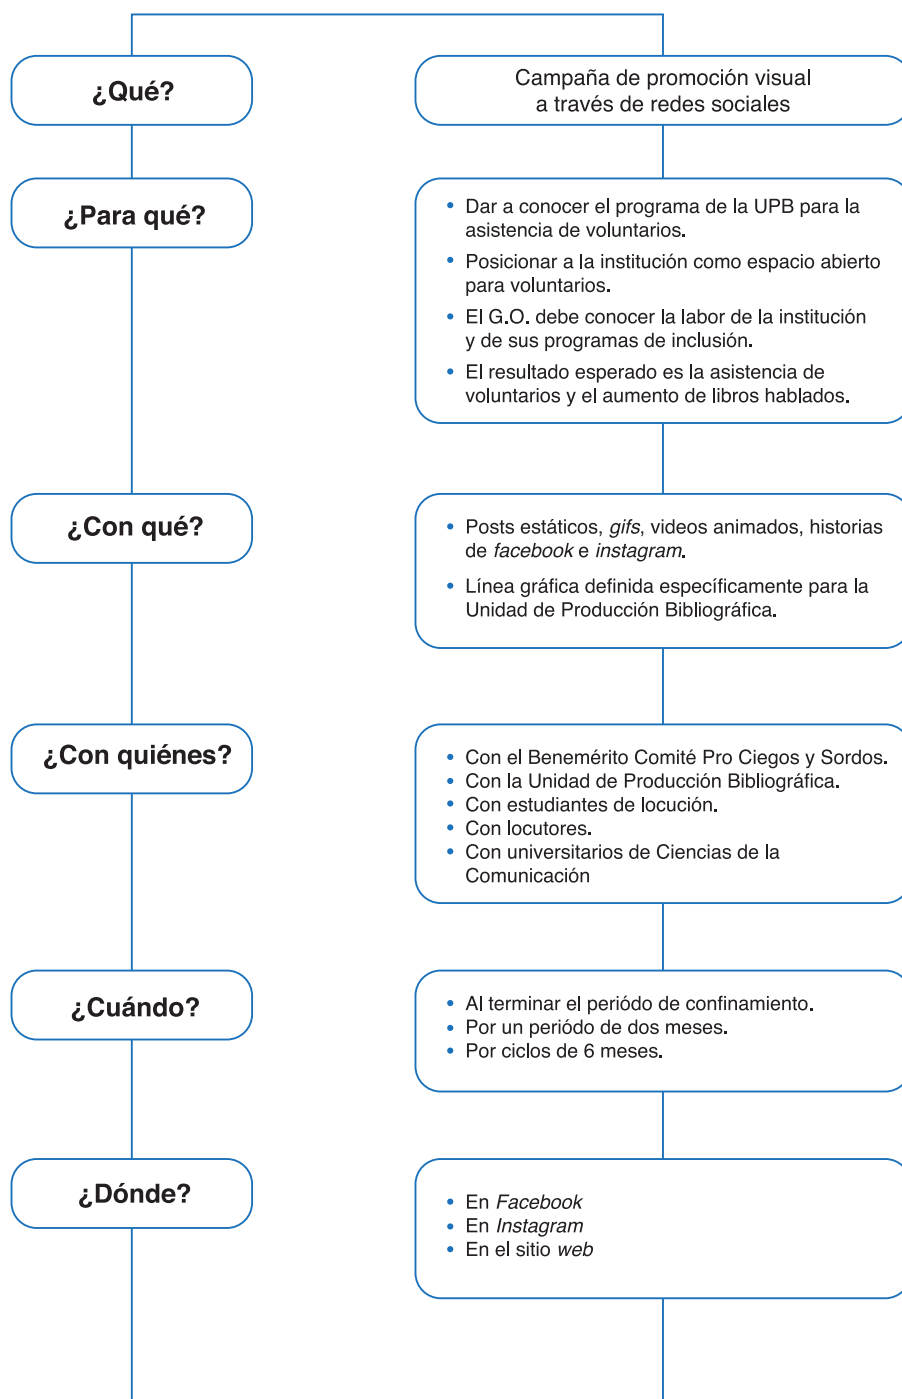 ¿Qué?
Campaña de promoción visual
a través de redes sociales
¿Para qué?
• Dar a conocer el programa de la UPB para la
asistencia de voluntarios.
• Posicionar a la institución como espacio abierto
para voluntarios.
• El G.O. debe conocer la labor de la institución
y de sus programas de inclusión.
• El resultado esperado es la asistencia de
voluntarios y el aumento de libros hablados.
¿Con qué?
• Posts estáticos, gifs, videos animados, historias
de facebook e instagram.
• Línea gráfica definida específicamente para la
Unidad de Producción Bibliográfica.
¿Con quiénes?
• Con el Benemérito Comité Pro Ciegos y Sordos.
• Con la Unidad de Producción Bibliográfica.
• Con estudiantes de locución.
• Con locutores.
• Con universitarios de Ciencias de la
Comunicación
¿Cuándo?
• Al terminar el periódo de confinamiento.
• Por un periódo de dos meses.
• Por ciclos de 6 meses.
¿Dónde?
• En Facebook
• En Instagram
• En el sitio web